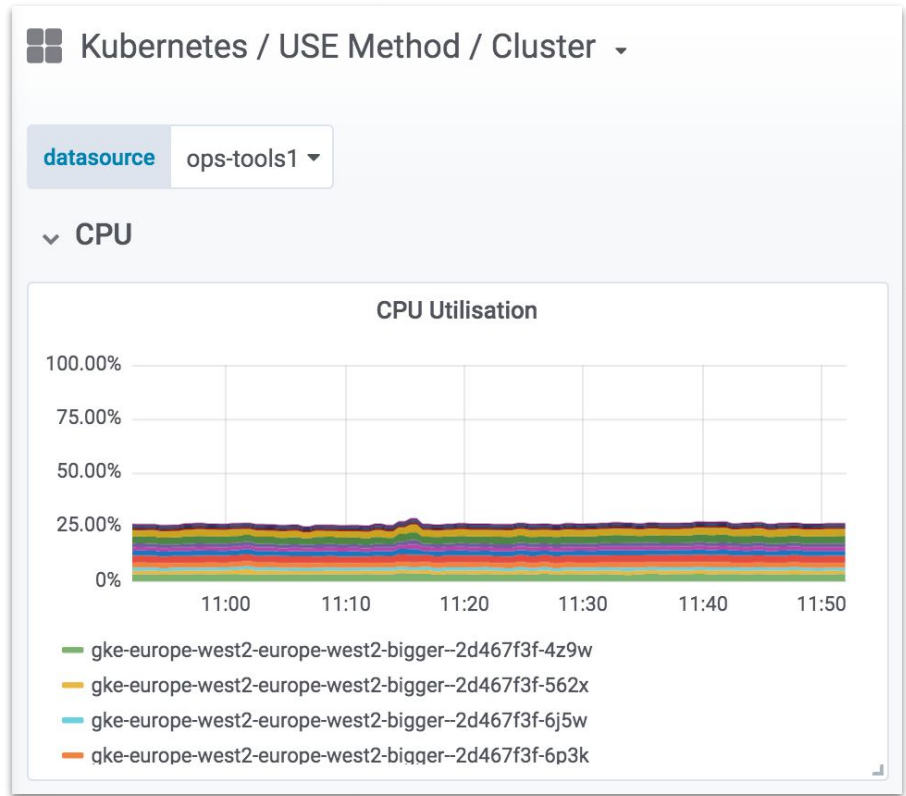 Kubernetes / USE Method / Cluster
datasource ops-tools1
CPU
CPU Utilisation
100.00%
75.00%
50.00%
25.00%
0%
11:00 11:10 11:20 11:30 11:40 11:50
gke-europe-west2-europe-west2-bigger--2d467f3f-4z9w
gke-europe-west2-europe-west2-bigger--2d467f3f-562x
gke-europe-west2-europe-west2-bigger--2d467f3f-6j5w
gke-europe-west2-europe-west2-bigger--2d467f3f-6p3k